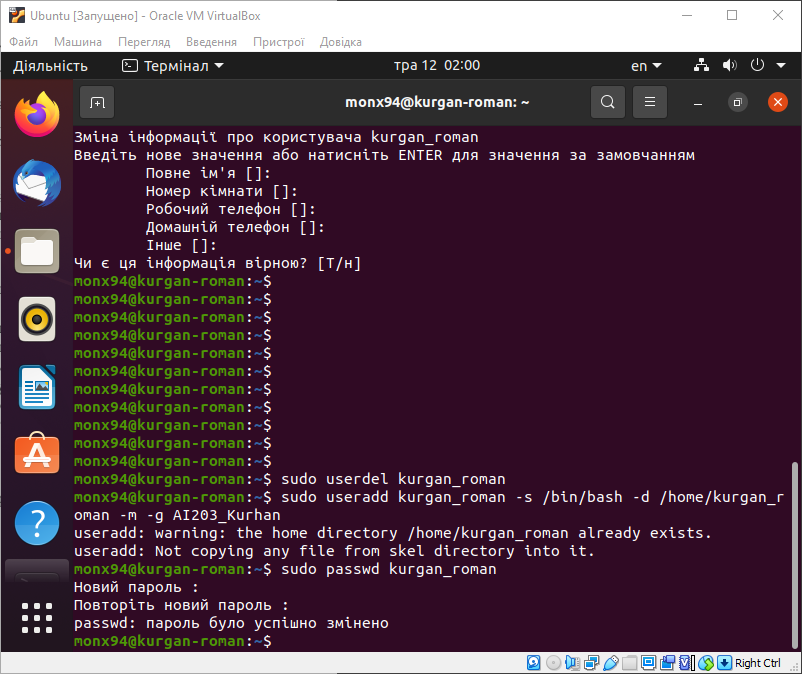 Ubuntu [Запущено] - Oracle VM VirtualBox
Файл Машина Перегляд Введення Пристрої Довідка
Діяльність Термінал тра 12 02:00 en
monx94@kurgan-roman: ~
Зміна інформації про користувача kurgan_roman
Введіть нове значення або натисніть ENTER для значення за замовчанням
Повне ім'я []:
Номер кімнати []:
Робочий телефон []:
Домашній телефон []:
Інше []:
Чи є ця інформація вірною? [Т/н]
monx94@kurgan-roman:~$
monx94@kurgan-roman:~$
monx94@kurgan-roman:~$
monx94@kurgan-roman:~$
monx94@kurgan-roman:~$
monx94@kurgan-roman:~$
monx94@kurgan-roman:~$
monx94@kurgan-roman:~$
monx94@kurgan-roman:~$
monx94@kurgan-roman:~$
monx94@kurgan-roman:~$
monx94@kurgan-roman:~$ sudo userdel kurgan_roman
monx94@kurgan-roman:~$ sudo useradd kurgan_roman -s /bin/bash -d /home/kurgan_r
oman -m -g AI203_Kurhan
useradd: warning: the home directory /home/kurgan_roman already exists.
useradd: Not copying any file from skel directory into it.
monx94@kurgan-roman:~$ sudo passwd kurgan_roman
Новий пароль :
Повторіть новий пароль :
passwd: пароль було успішно змінено
monx94@kurgan-roman:~$
Right Ctrl